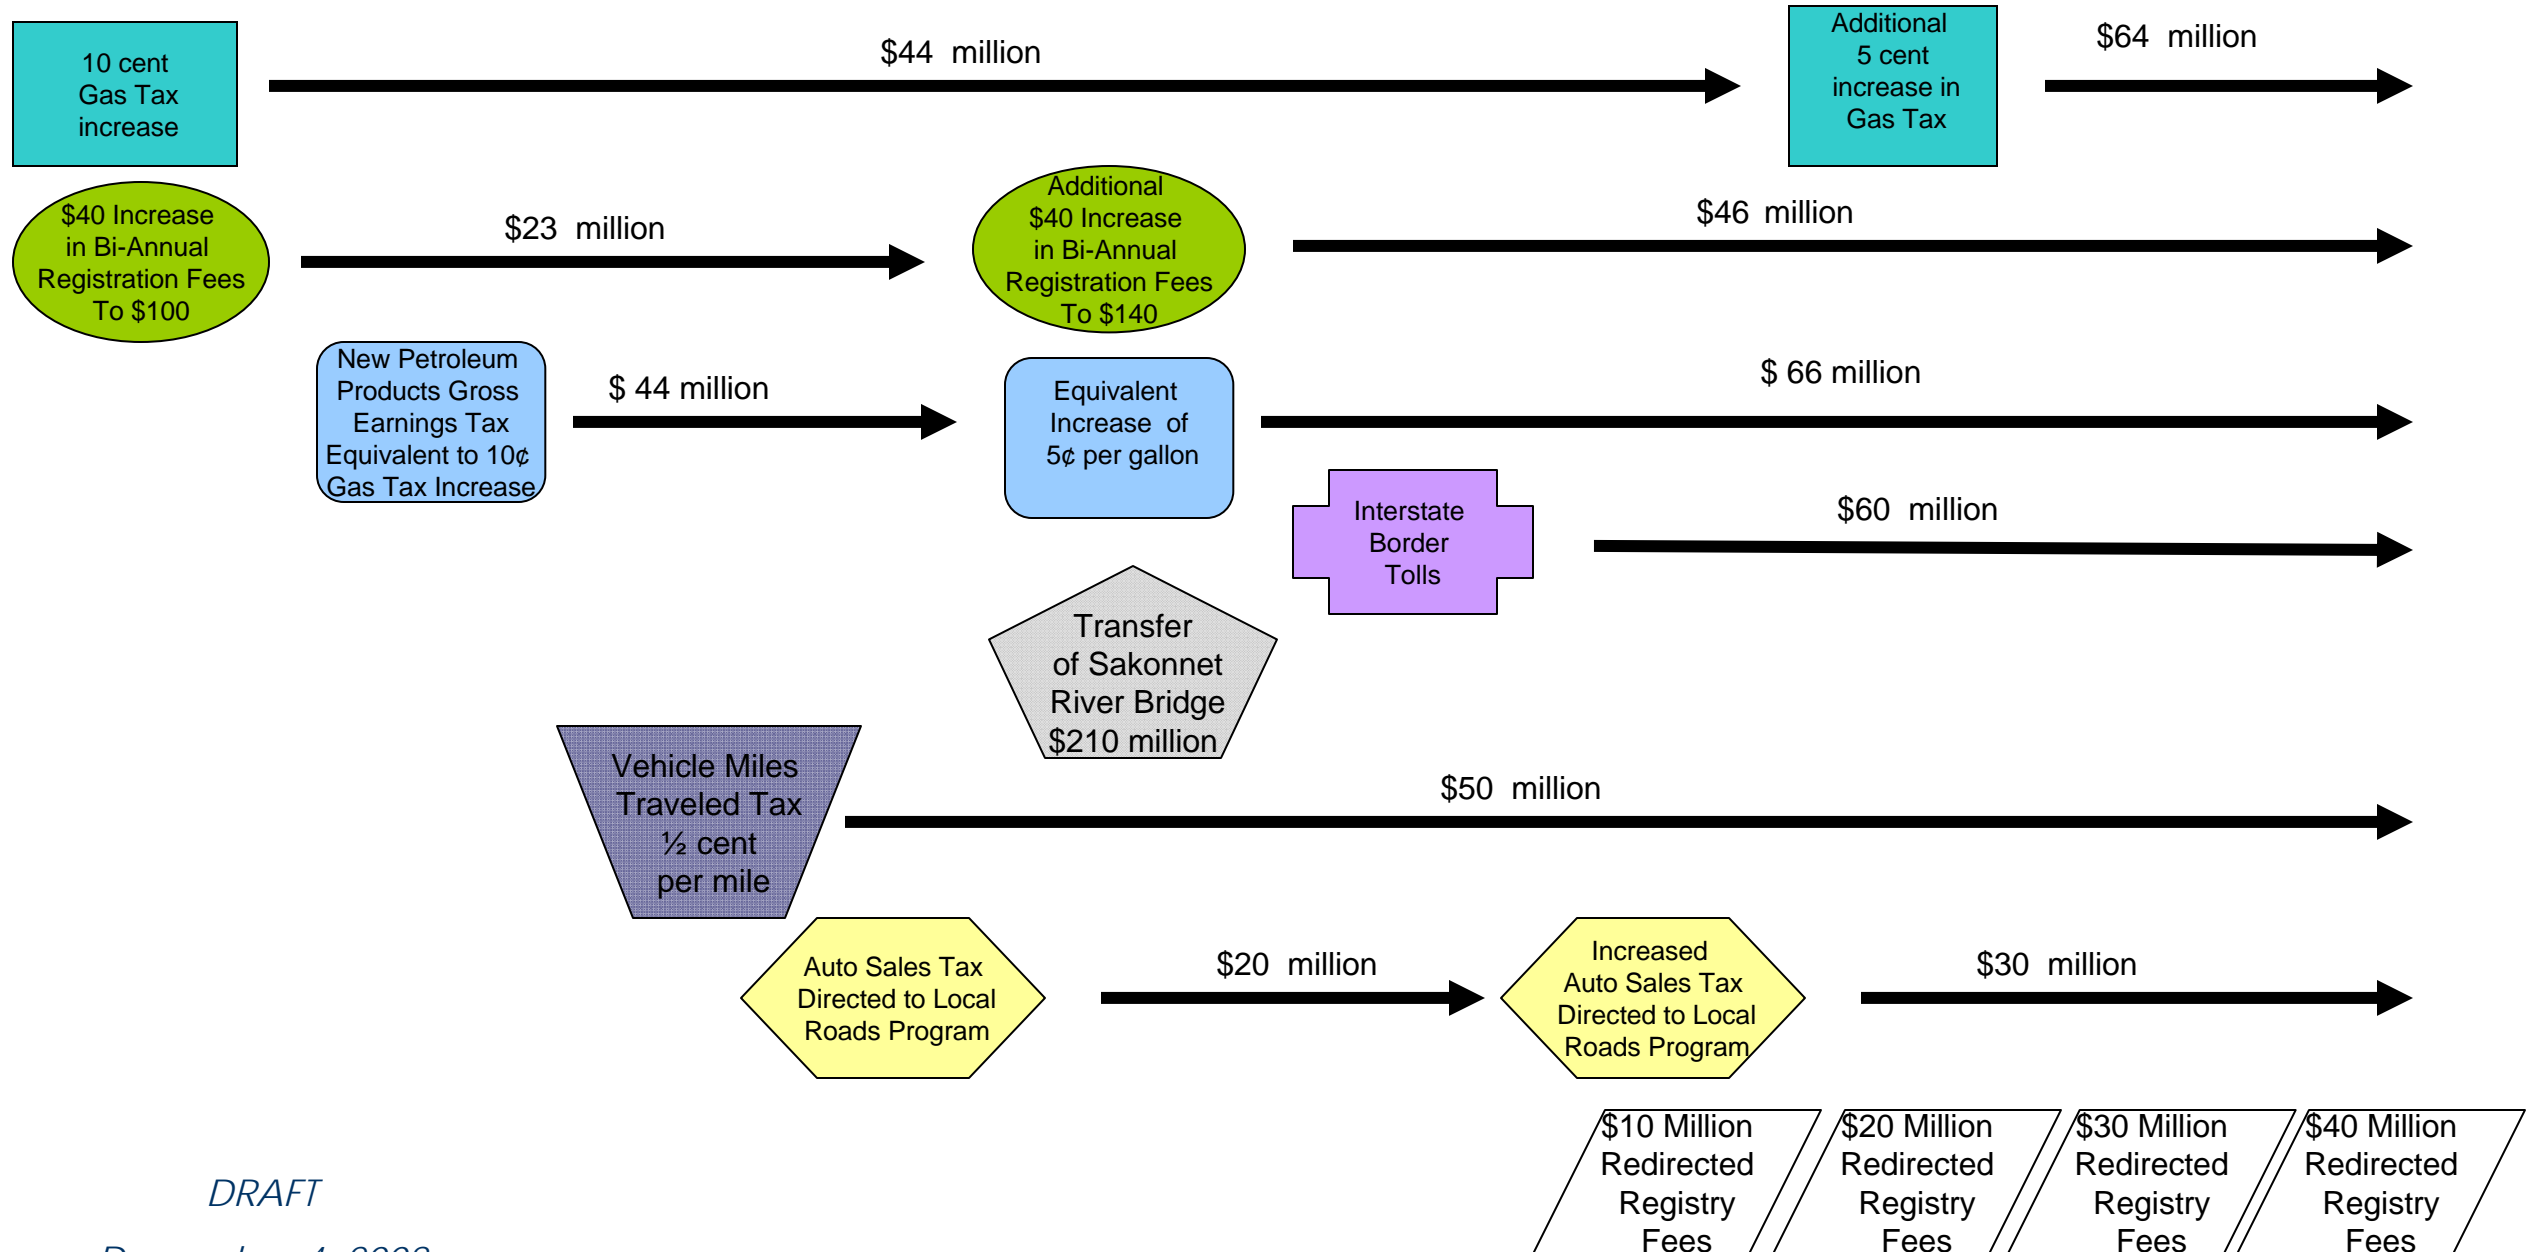 10 cent
Gas Tax
increase
$44 million
Additional
5 cent
increase in
Gas Tax
$64 million
$40 Increase
in Bi-Annual
Registration Fees
To $100
$23 million
Additional
$40 Increase
in Bi-Annual
Registration Fees
To $140
$46 million
New Petroleum
Products Gross
Earnings Tax
Equivalent to 10¢
Gas Tax Increase
$ 44 million
Equivalent
Increase of
5¢ per gallon
$ 66 million
Interstate
Border
Tolls
$60 million
Transfer
of Sakonnet
River Bridge
$210 million
Vehicle Miles
Traveled Tax
½ cent
per mile
$50 million
Auto Sales Tax
Directed to Local
Roads Program
$20 million
Increased
Auto Sales Tax
Directed to Local
Roads Program
$30 million
$10 Million
Redirected
Registry
Fees
$20 Million
Redirected
Registry
Fees
$30 Million
Redirected
Registry
Fees
$40 Million
Redirected
Registry
Fees
DRAFT